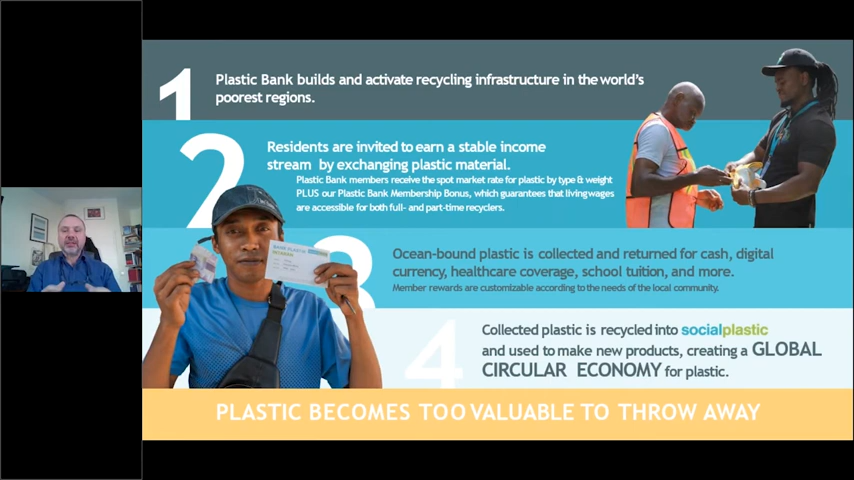 1
Plastic Bank builds and activate recycling infrastructure in the world's
poorest regions.
2
Residents are invited to earn a stable income
stream by exchanging plastic material.
Plastic Bank members receive the spot market rate for plastic by type & weight
PLUS our Plastic Bank Membership Bonus, which guarantees that living wages
are accessible for both full- and part-time recyclers.
3
Ocean-bound plastic is collected and returned for cash, digital
currency, healthcare coverage, school tuition, and more.
Member rewards are customizable according to the needs of the local community.
4
Collected plastic is recycled into socialplastic
and used to make new products, creating a GLOBAL
CIRCULAR ECONOMY for plastic.
PLASTIC BECOMES TOO VALUABLE TO THROW AWAY